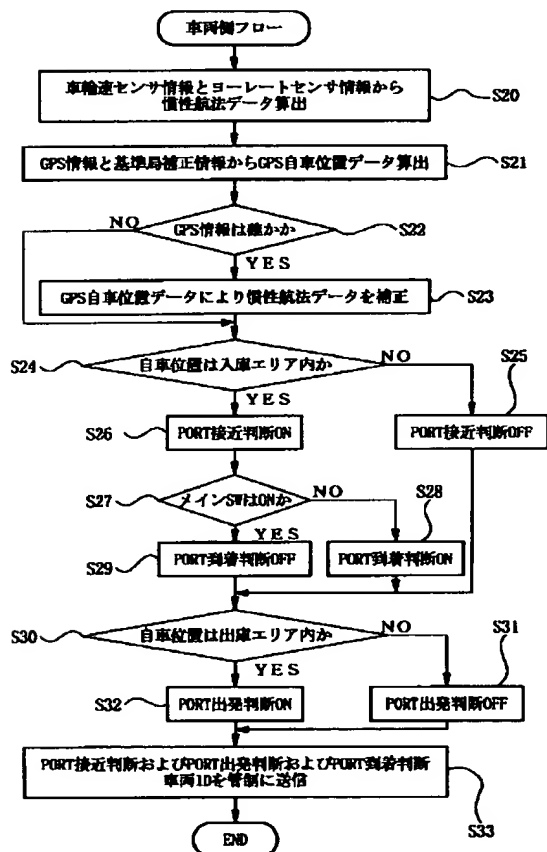 車両側フロー
車輪速センサ情報とヨーレートセンサ情報から
慣性航法データ算出
S20
GPS情報と基準局補正情報からGPS自車位置データ算出
S21
NO
GPS情報は確かか
S22
YES
GPS自車位置データにより慣性航法データを補正
S23
S24
自車位置は入庫エリア内か
NO
S25
YES
S26
PORT接近判断ON
PORT接近判断OFF
S27
メインSWはONか
NO
S28
YES
PORT到着判断OFF
PORT到着判断ON
S29
S30
自車位置は出庫エリア内か
NO
S31
YES
S32
PORT出発判断ON
PORT出発判断OFF
PORT接近判断およびPORT出発判断およびPORT到着判断
車両IDを管制に送信
S33
END